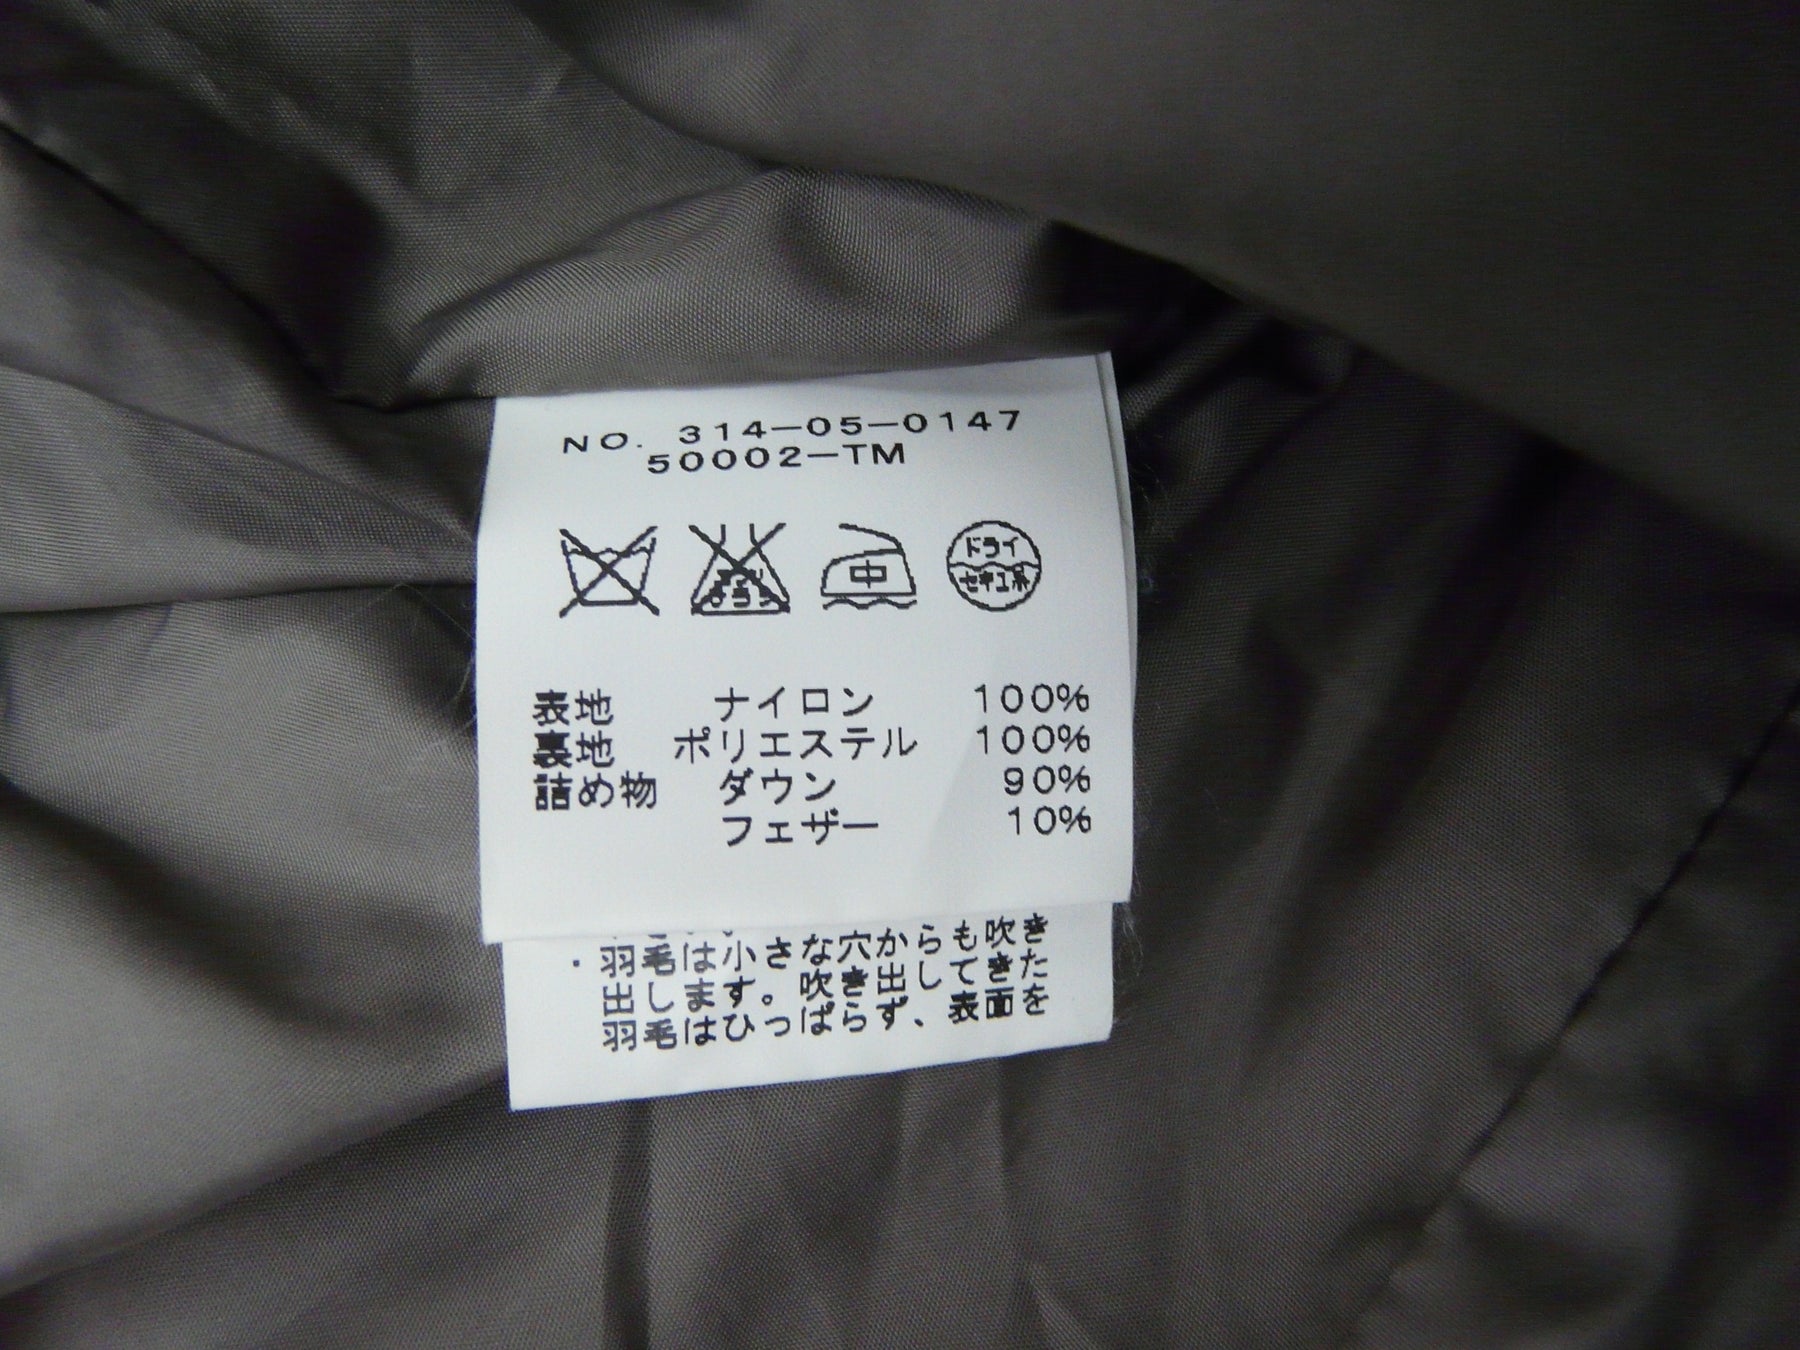 NO. 314-05-0147
50002-TM
ドライ
セキユ系
中
表地 ナイロン 100%
裏地 ポリエステル 100%
詰め物 ダウン 90%
フェザー 10%
・羽毛は小さな穴からも吹き
出します。吹き出してきた
羽毛はひっぱらず、表面を